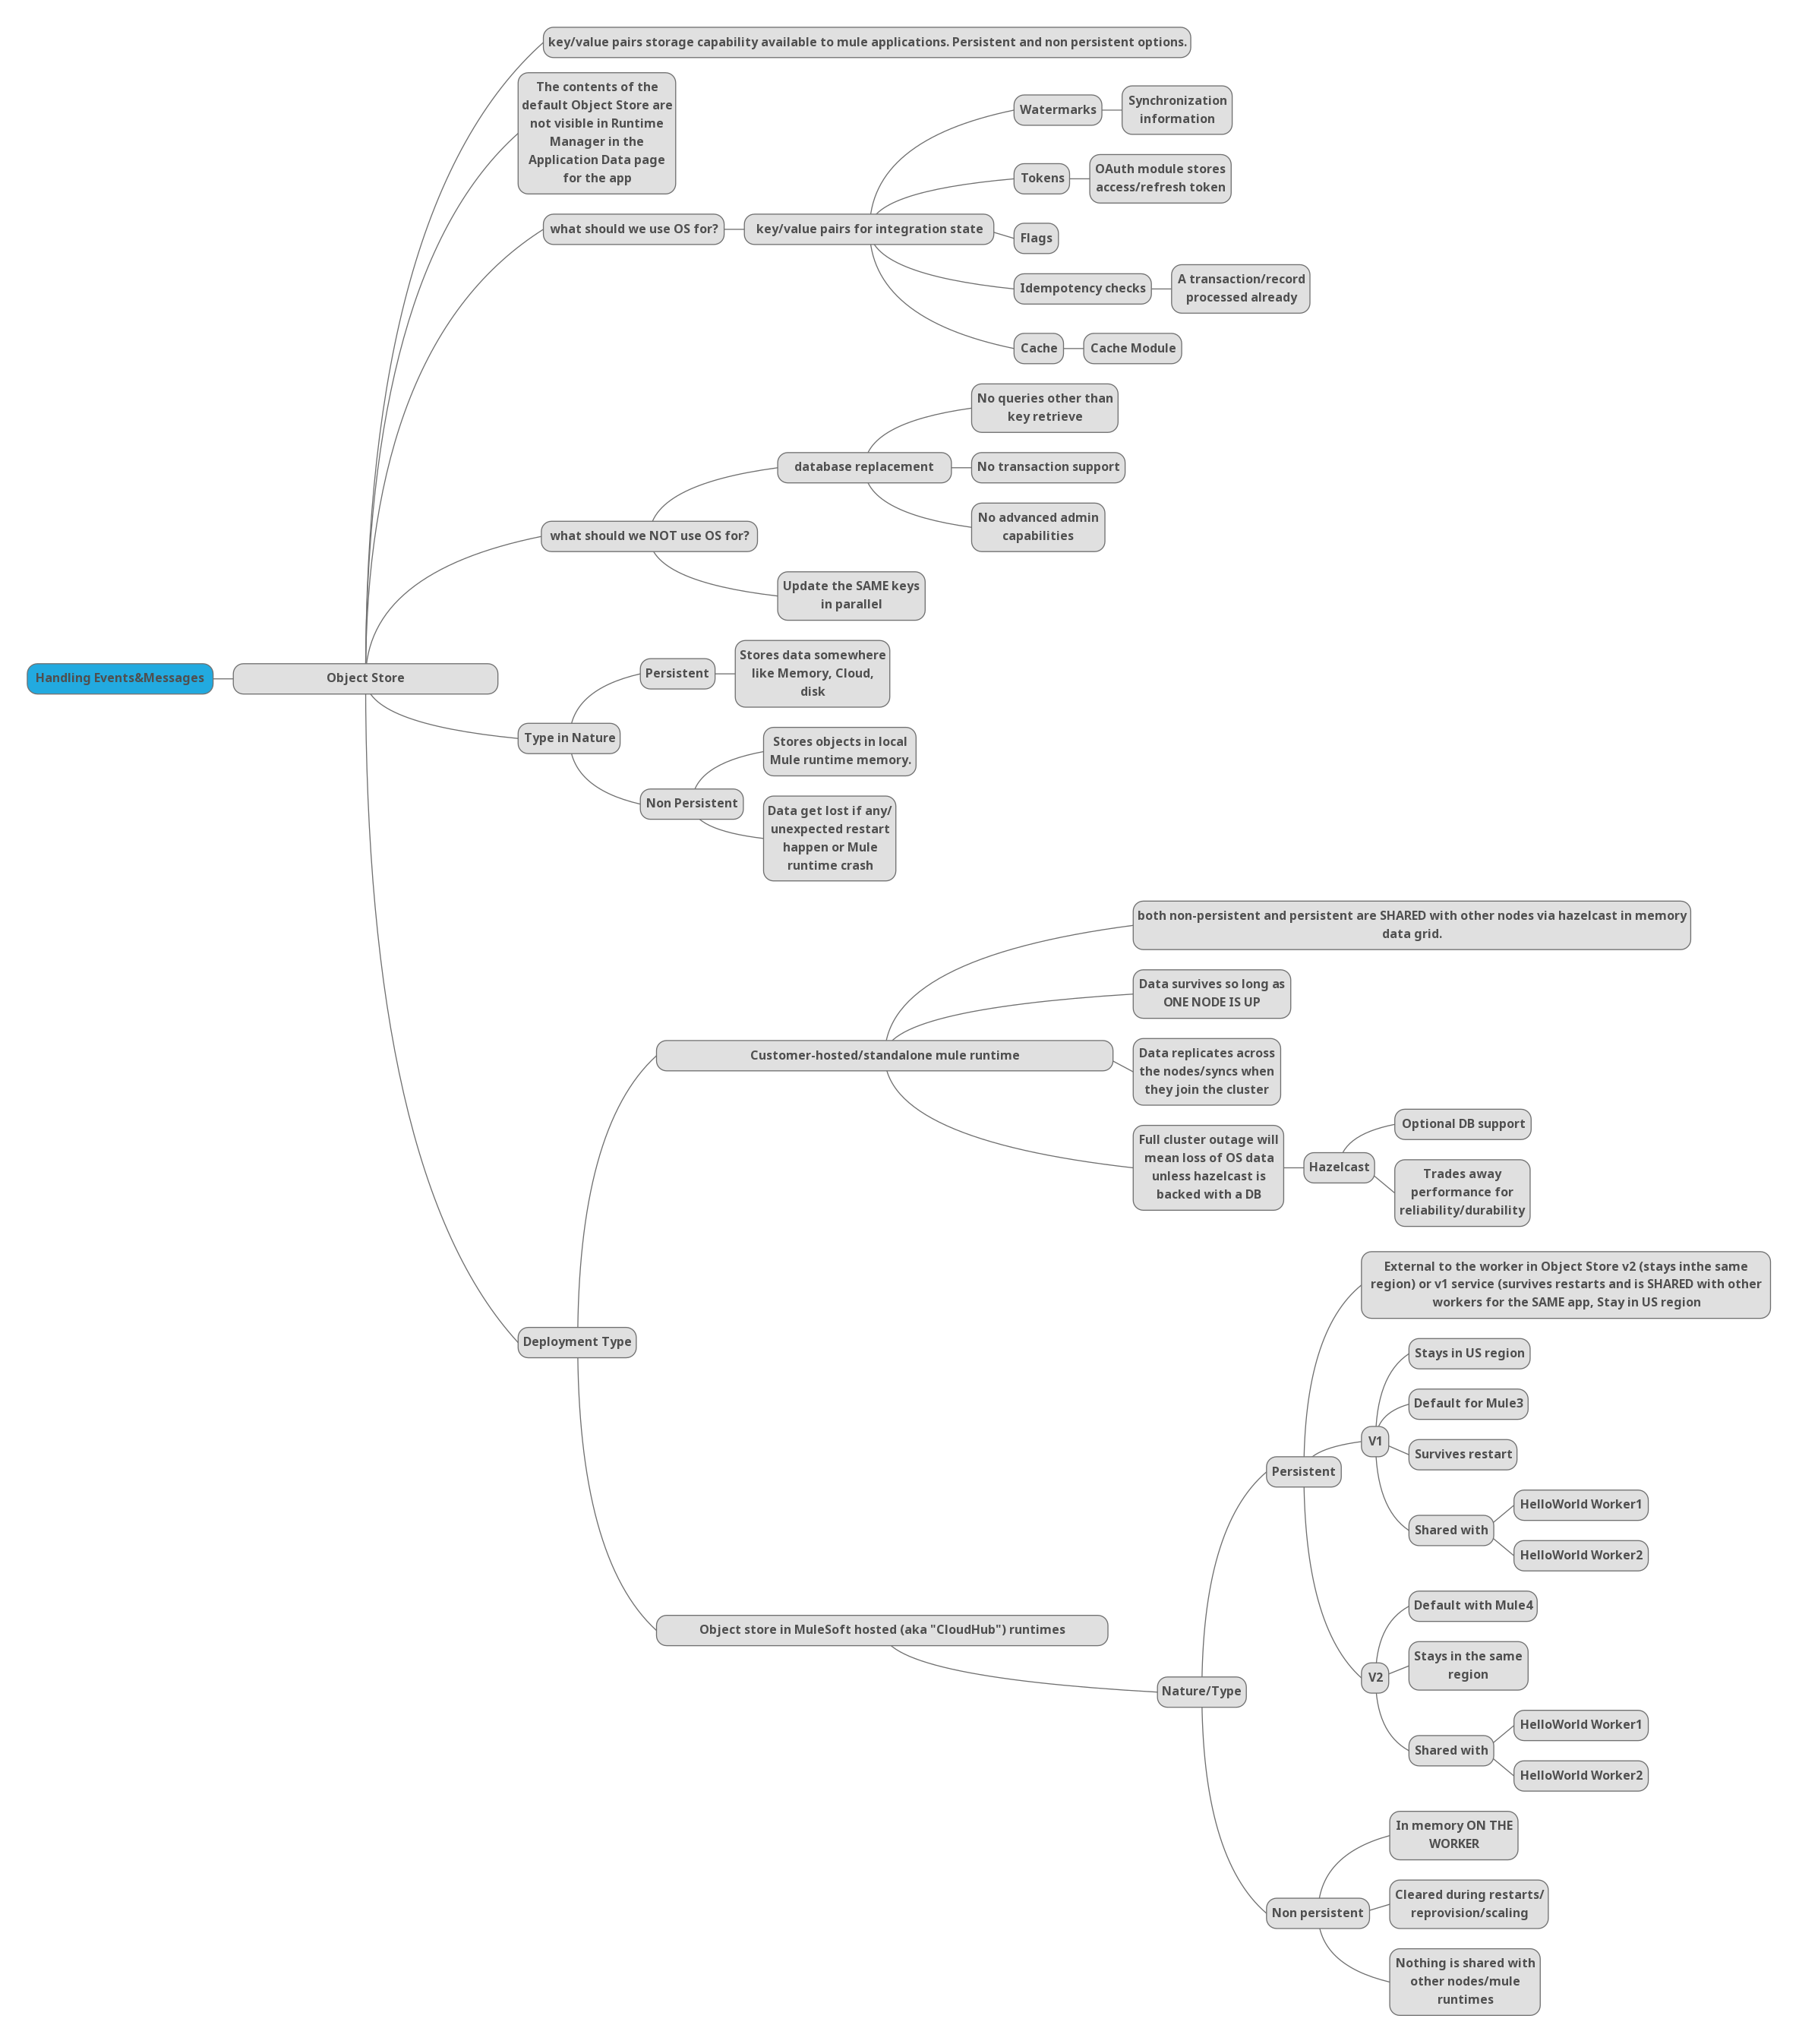 key/value pairs storage capability available to mule applications. Persistent and non persistent options.
The contents of the
default Object Store are
not visible in Runtime
Manager in the
Application Data page
for the app
Watermarks
Synchronization
information
Tokens
OAuth module stores
access/refresh token
what should we use OS for?
key/value pairs for integration state
Flags
Idempotency checks
A transaction/record
processed already
Cache
Cache Module
No queries other than
key retrieve
database replacement
No transaction support
No advanced admin
capabilities
what should we NOT use OS for?
Update the SAME keys
in parallel
Handling Events&Messages
Object Store
Persistent
Stores data somewhere
like Memory, Cloud,
disk
Type in Nature
Stores objects in local
Mule runtime memory.
Non Persistent
Data get lost if any/
unexpected restart
happen or Mule
runtime crash
both non-persistent and persistent are SHARED with other nodes via hazelcast in memory
data grid.
Data survives so long as
ONE NODE IS UP
Customer-hosted/standalone mule runtime
Data replicates across
the nodes/syncs when
they join the cluster
Full cluster outage will
mean loss of OS data
unless hazelcast is
backed with a DB
Hazelcast
Optional DB support
Trades away
performance for
reliability/durability
Deployment Type
External to the worker in Object Store v2 (stays inthe same
region) or v1 service (survives restarts and is SHARED with other
workers for the SAME app, Stay in US region
Stays in US region
Default for Mule3
V1
Survives restart
Persistent
Shared with
HelloWorld Worker1
HelloWorld Worker2
Default with Mule4
Object store in MuleSoft hosted (aka "CloudHub") runtimes
Stays in the same
region
V2
Nature/Type
Shared with
HelloWorld Worker1
HelloWorld Worker2
In memory ON THE
WORKER
Non persistent
Cleared during restarts/
reprovision/scaling
Nothing is shared with
other nodes/mule
runtimes